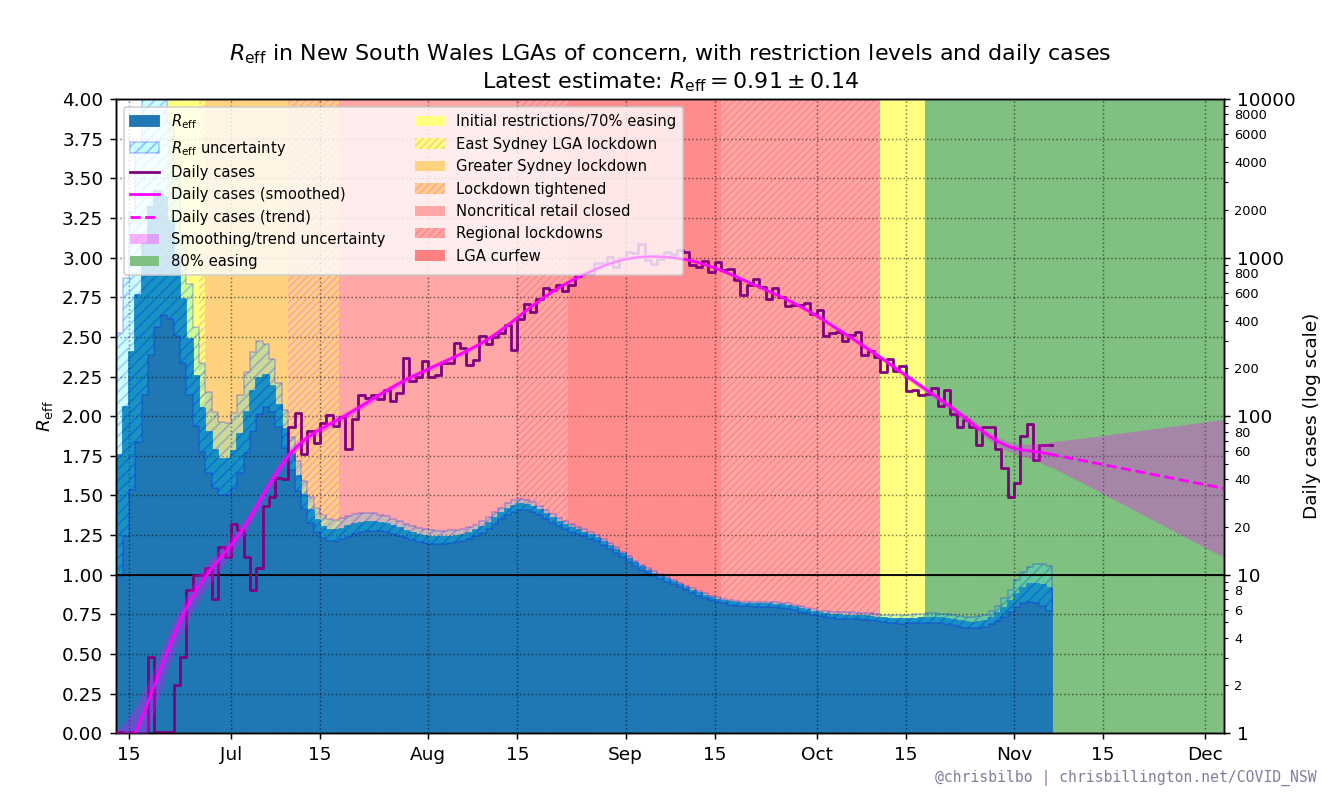 R_eff in New South Wales LGAs of concern, with restriction levels and daily cases
Latest estimate: R_eff = 0.91 ± 0.14
R_eff
R_eff uncertainty
Daily cases
Daily cases (smoothed)
Daily cases (trend)
Smoothing/trend uncertainty
80% easing
Initial restrictions/70% easing
East Sydney LGA lockdown
Greater Sydney lockdown
Lockdown tightened
Noncritical retail closed
Regional lockdowns
LGA curfew
R_eff
4.00
3.75
3.50
3.25
3.00
2.75
2.50
2.25
2.00
1.75
1.50
1.25
1.00
0.75
0.50
0.25
0.00
15
Jul
15
Aug
15
Sep
15
Oct
15
Nov
15
Dec
10000
8000
6000
4000
2000
1000
800
600
400
200
100
80
60
40
20
10
8
6
4
2
1
Daily cases (log scale)
@chrisbilbo | chrisbillington.net/COVID_NSW